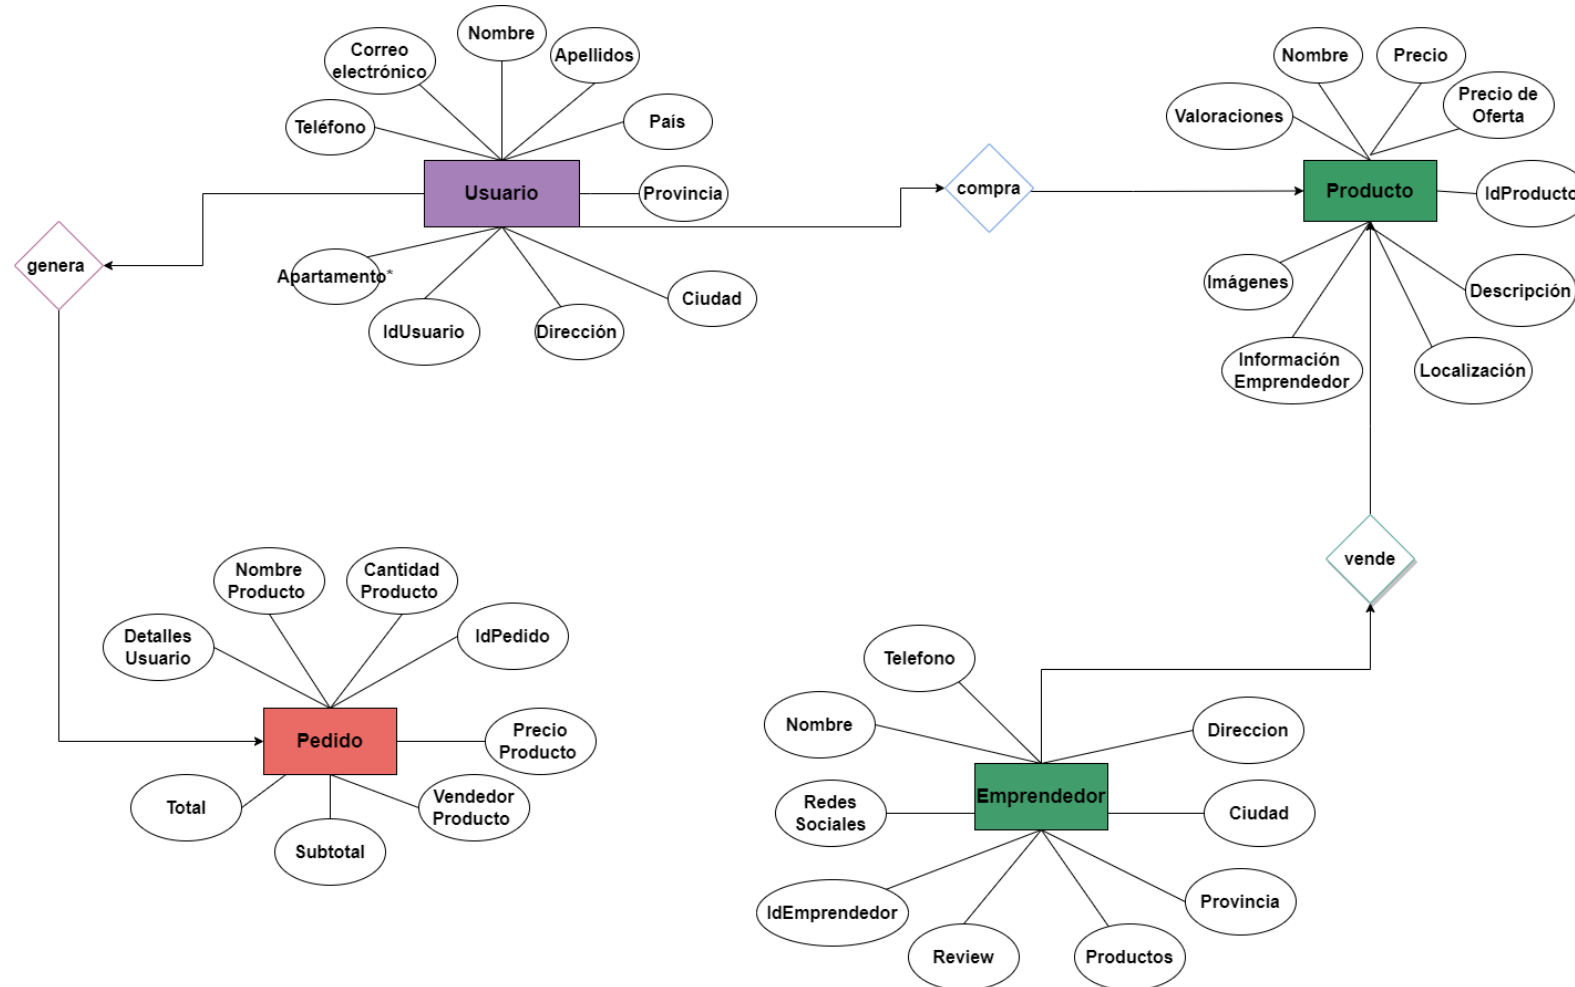 Nombre
Correo
electrónico
Apellidos
Teléfono
País
Usuario
Provincia
Apartamento*
IdUsuario
Dirección
Ciudad
genera
compra
Nombre
Precio
Valoraciones
Precio de
Oferta
Producto
IdProducto
Imágenes
Descripción
Información
Emprendedor
Localización
vende
Nombre
Producto
Cantidad
Producto
Detalles
Usuario
IdPedido
Pedido
Precio
Producto
Total
Subtotal
Vendedor
Producto
Telefono
Nombre
Direccion
Emprendedor
Redes
Sociales
Ciudad
IdEmprendedor
Provincia
Review
Productos